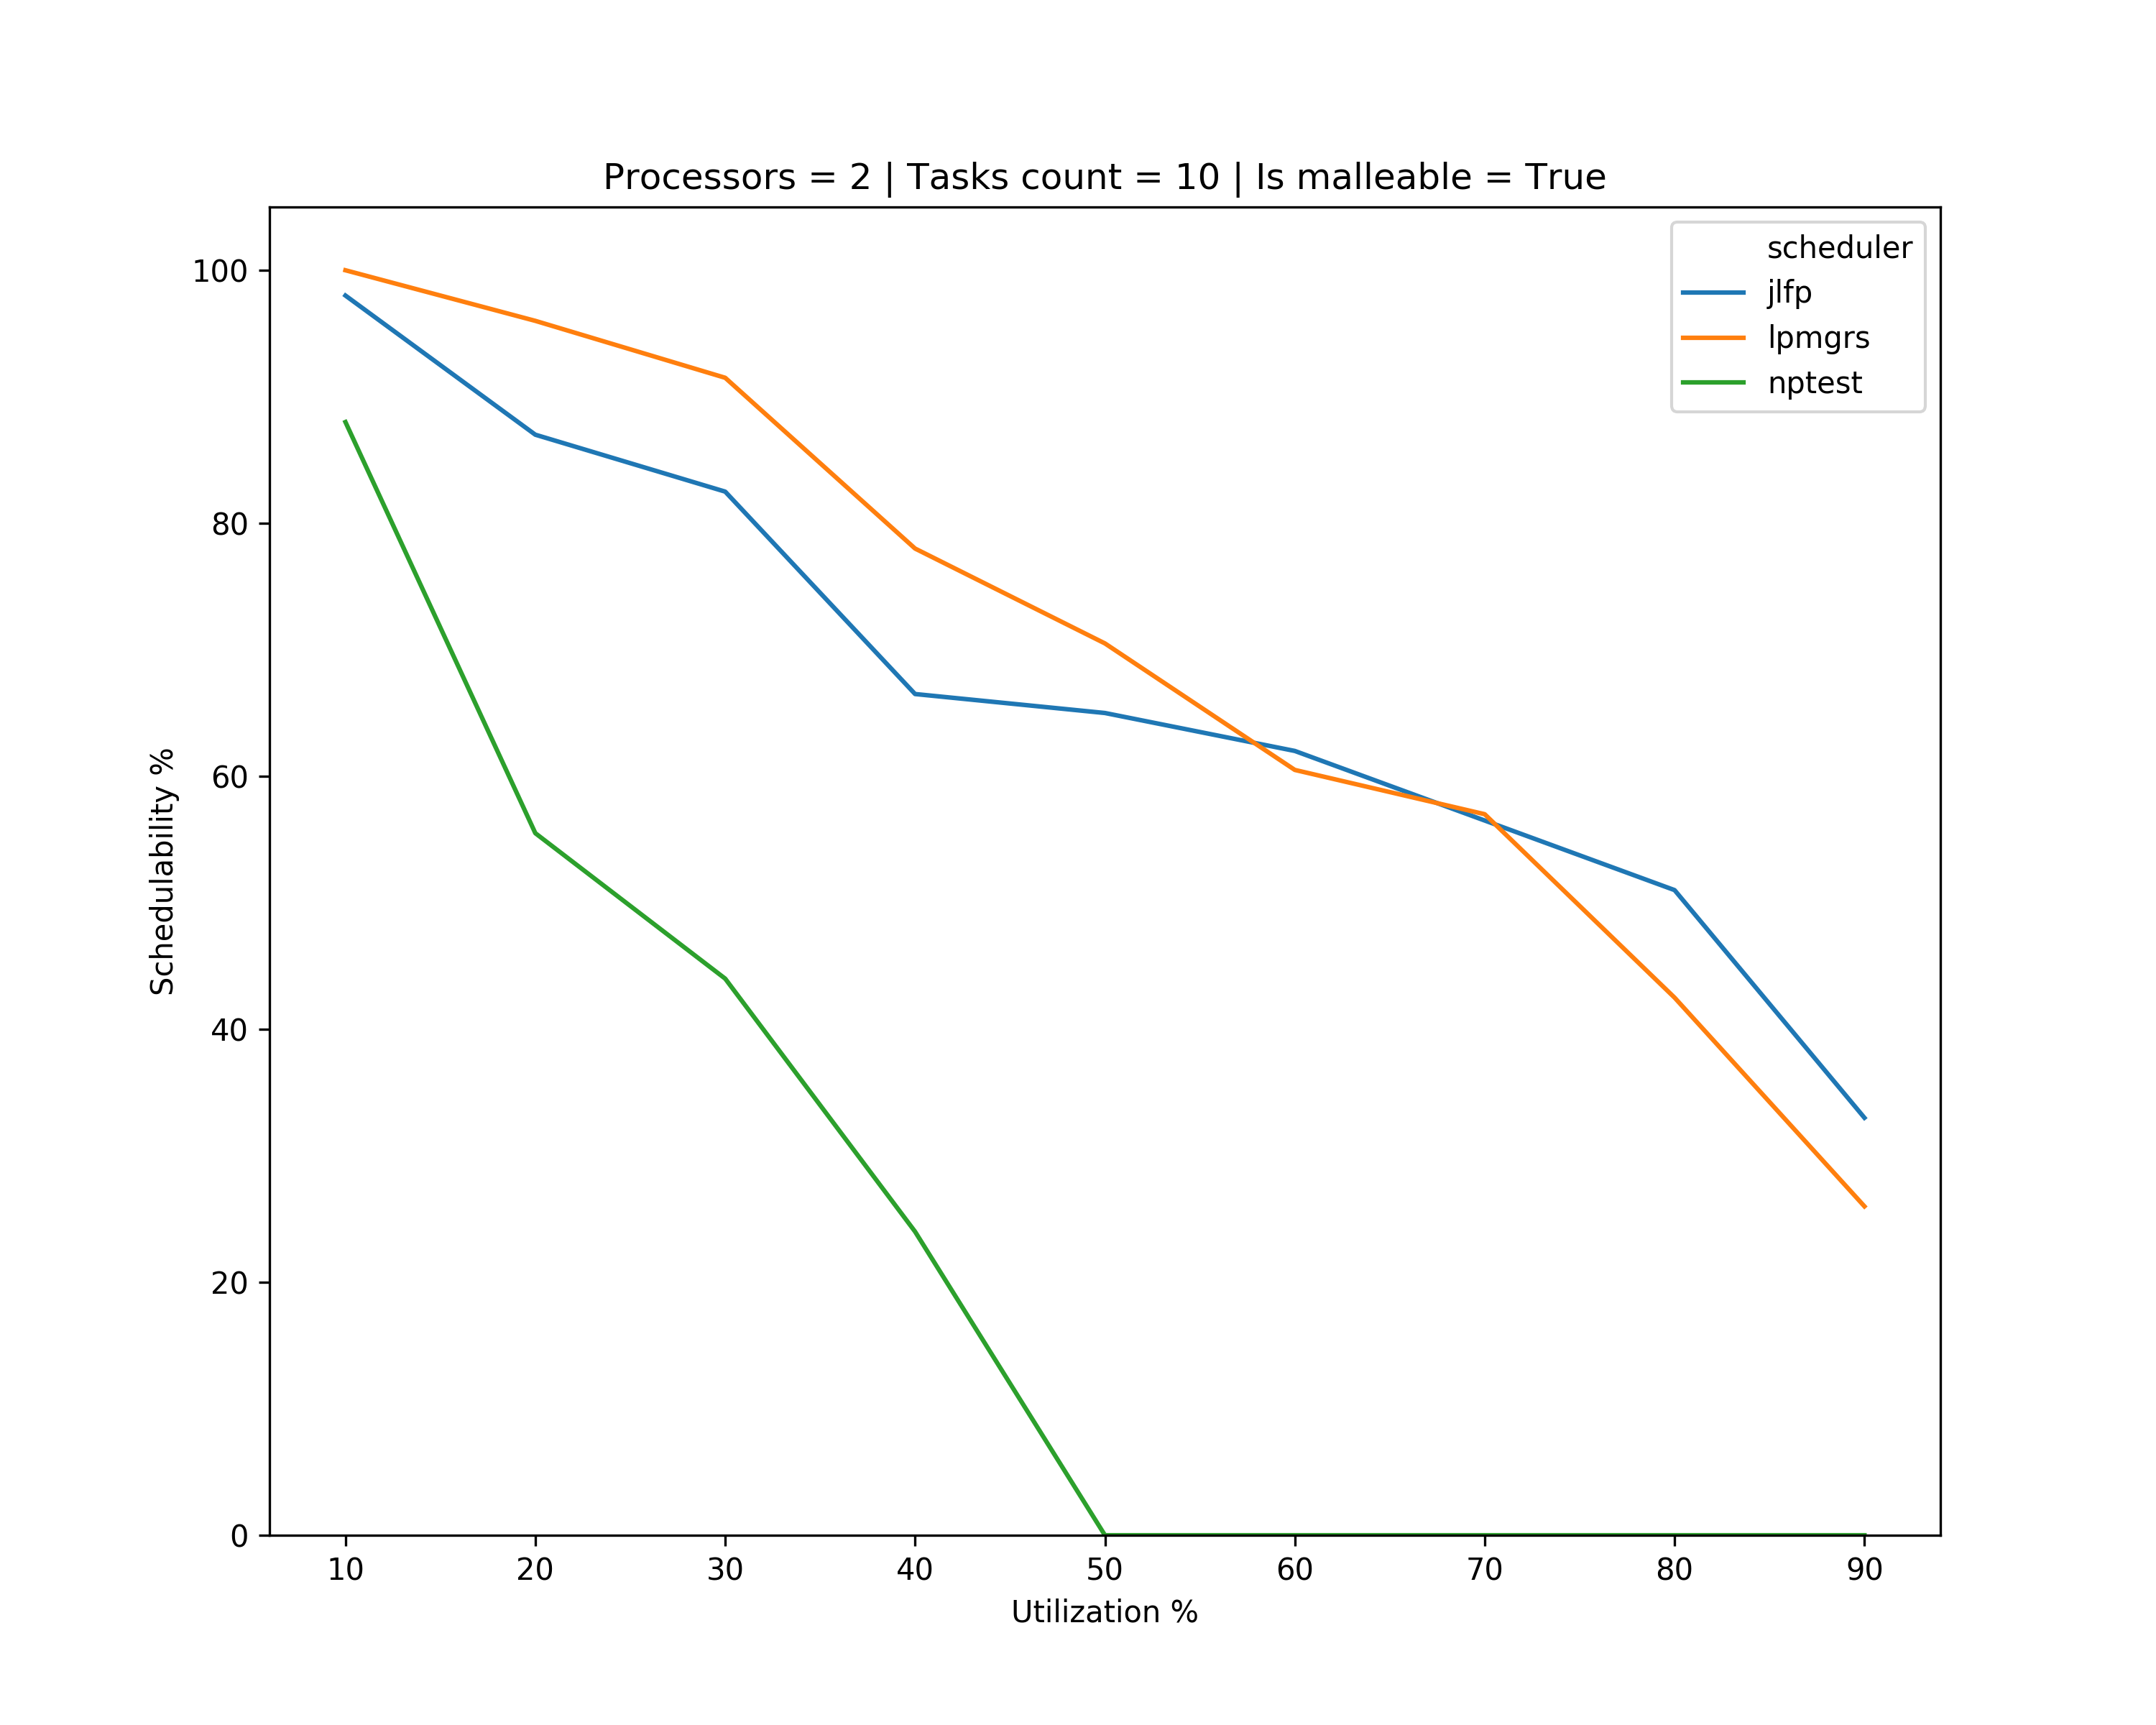 Processors = 2 | Tasks count = 10 | Is malleable = True
scheduler
jlfp
lpmgrs
nptest
Schedulability %
100
80
60
40
20
0
10 20 30 40 50 60 70 80 90
Utilization %